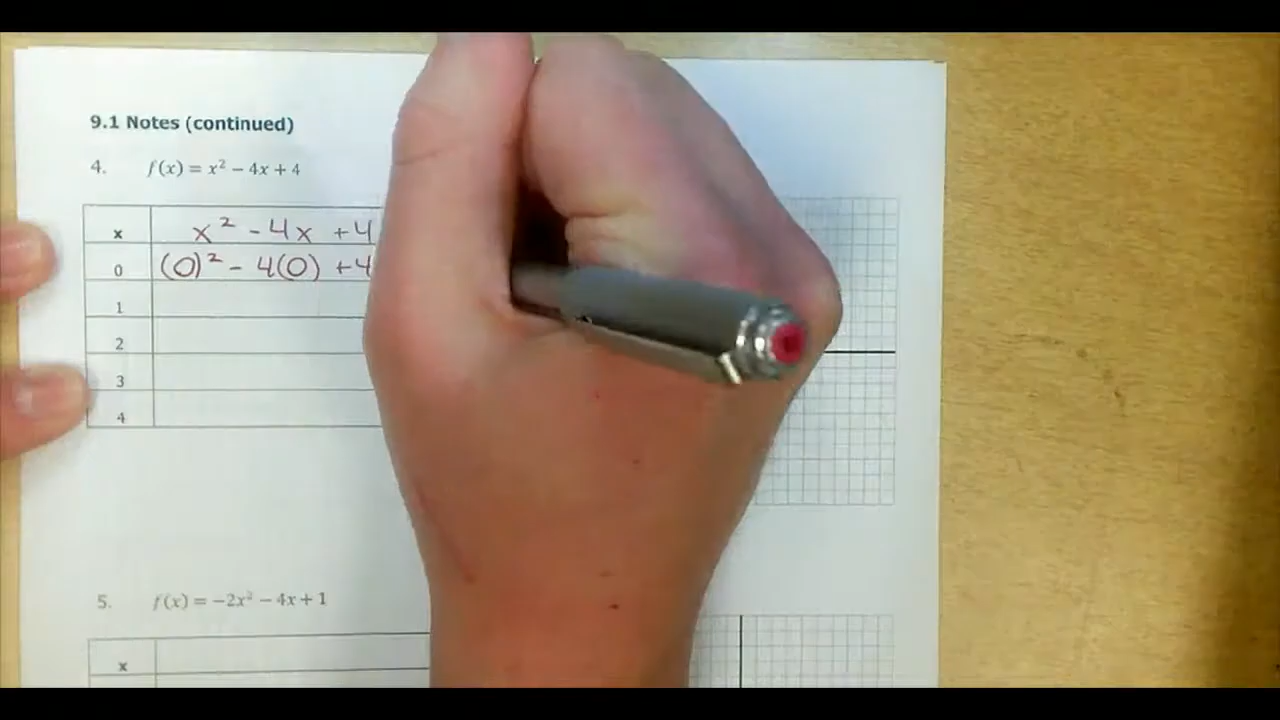 9.1 Notes (continued)
4. f(x) = x² − 4x + 4
x x² - 4x + 4
0 (0)² - 4(0) + 4
1
2
3
4
5. f(x) = −2x² − 4x + 1
x